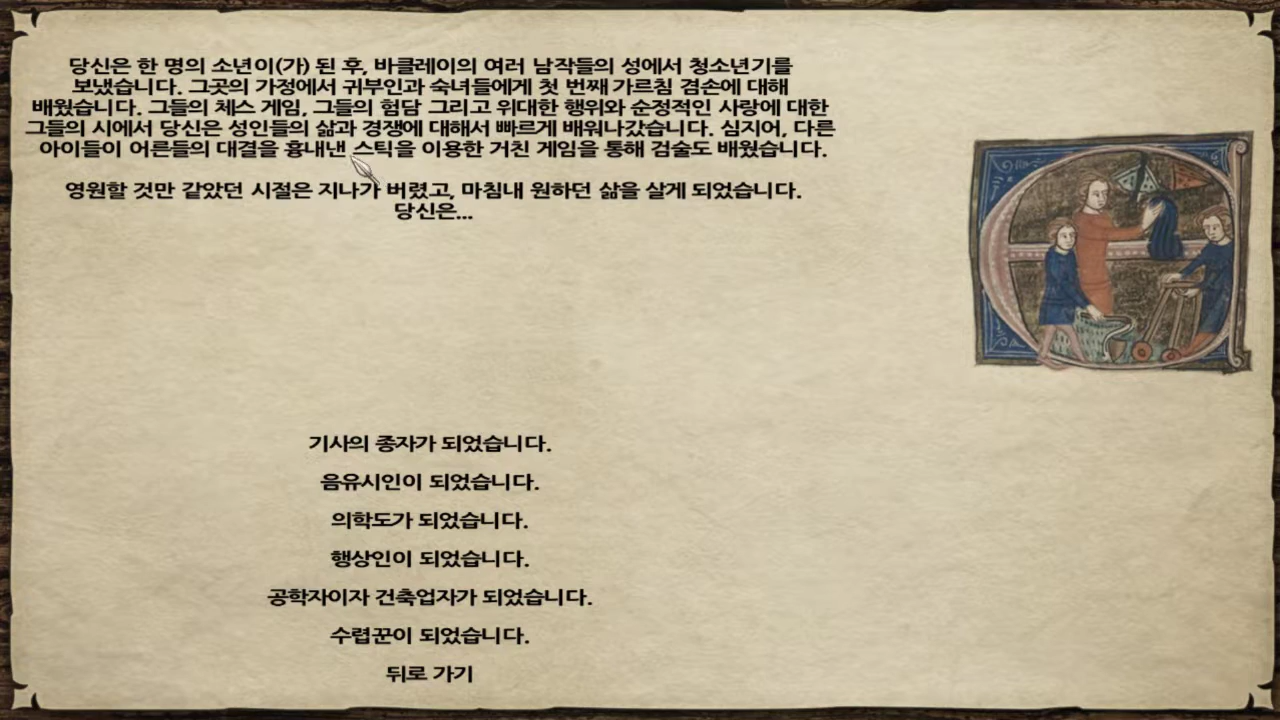 당신은 한 명의 소년이(가) 된 후, 바클레이의 여러 남작들의 성에서 청소년기를
보냈습니다. 그곳의 가정에서 귀부인과 숙녀들에게 첫 번째 가르침 겸손에 대해
배웠습니다. 그들의 체스 게임, 그들의 험담 그리고 위대한 행위와 순정적인 사랑에 대한
그들의 시에서 당신은 성인들의 삶과 경쟁에 대해서 빠르게 배워나갔습니다. 심지어, 다른
아이들이 어른들의 대결을 흉내낸 스틱을 이용한 거친 게임을 통해 검술도 배웠습니다.
영원할 것만 같았던 시절은 지나가 버렸고, 마침내 원하던 삶을 살게 되었습니다.
당신은...
기사의 종자가 되었습니다.
음유시인이 되었습니다.
의학도가 되었습니다.
행상인이 되었습니다.
공학자이자 건축업자가 되었습니다.
수렵꾼이 되었습니다.
뒤로 가기